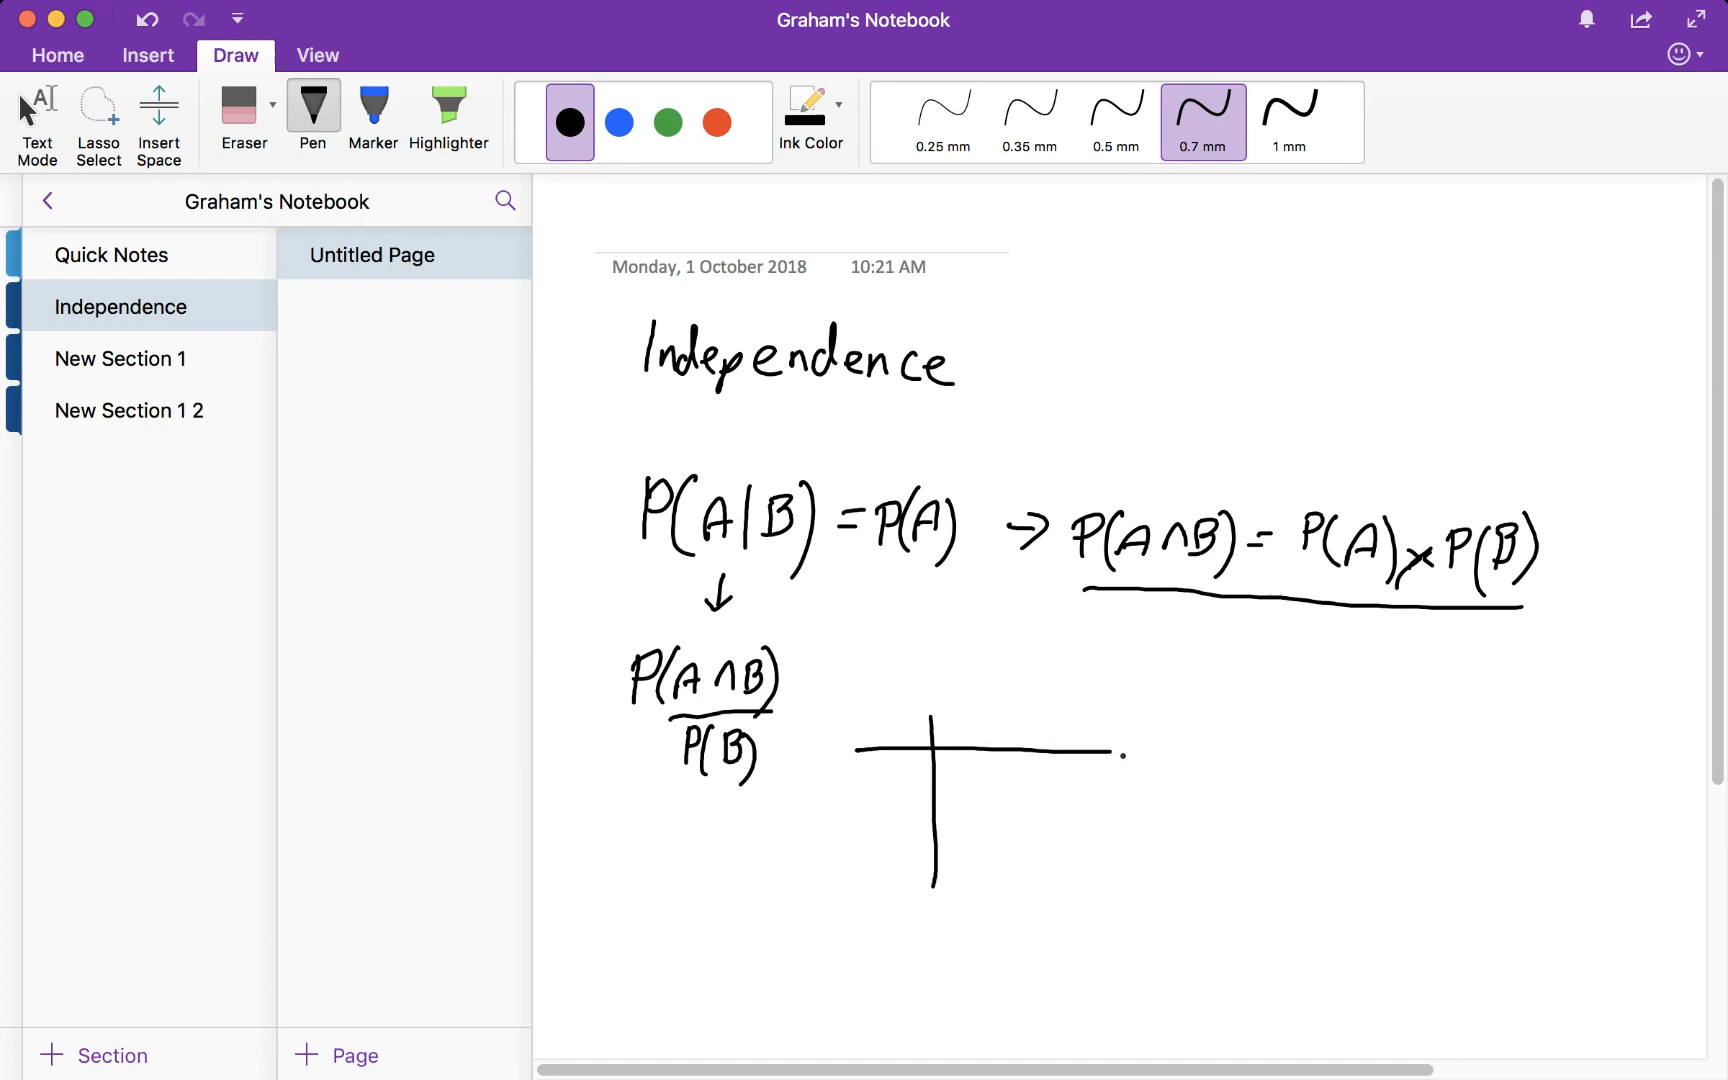 Graham's Notebook
Home Insert Draw View
Text Mode
Lasso Select
Insert Space
Eraser
Pen
Marker
Highlighter
Ink Color
0.25 mm 0.35 mm 0.5 mm 0.7 mm 1 mm
Graham's Notebook
Quick Notes
Independence
New Section 1
New Section 1 2
Untitled Page
Monday, 1 October 2018 10:21 AM
Independence
P(A|B) = P(A) → P(A∩B) = P(A) × P(B)
↓
P(A∩B)
P(B)
+ Section
+ Page